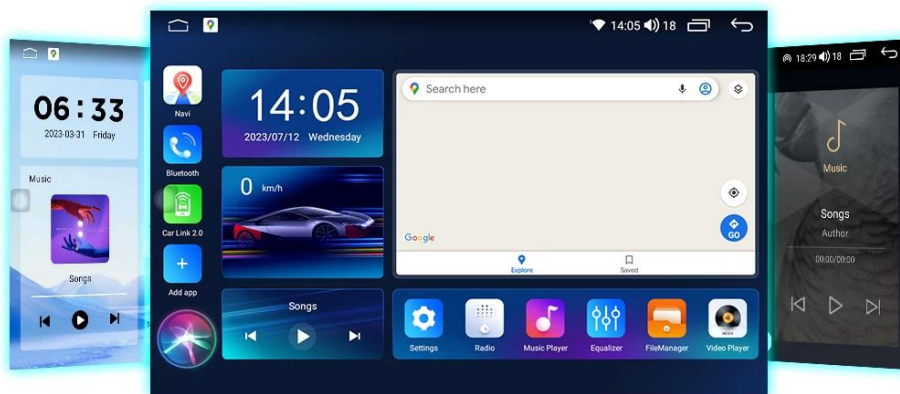 06:33
2023-03-31 Friday
Music
Songs
14:05 18
Navi
Bluetooth
Car Link 2.0
Add app
14:05
2023/07/12 Wednesday
0 km/h
Songs
Search here
GO
Google
Explore
Saved
Settings
Radio
Music Player
Equalizer
FileManager
Video Player
18:29 18
Music
Songs
Author
00:00/00:00